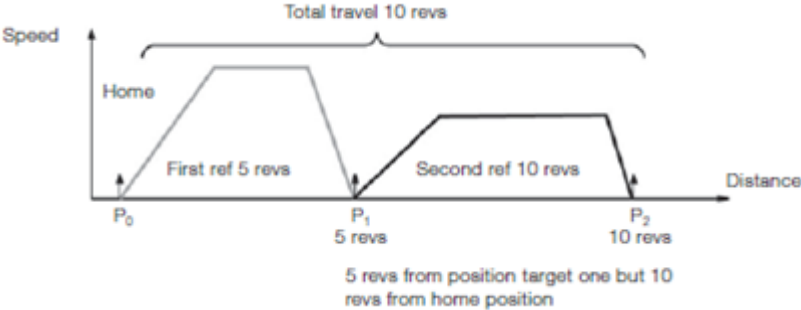 Total travel 10 revs
Speed
Home
First ref 5 revs
Second ref 10 revs
Distance
P₀
P₁
P₂
5 revs
10 revs
5 revs from position target one but 10
revs from home position